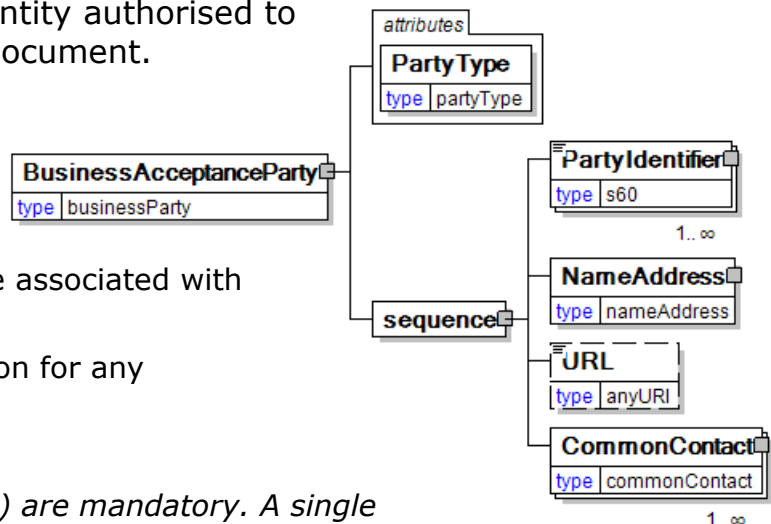 ntity authorised to
ocument.
attributes
PartyType
type partyType
BusinessAcceptanceParty
type businessParty
PartyIdentifier
type s60
1.. ∞
e associated with
NameAddress
type nameAddress
sequence
on for any
URL
type anyURI
CommonContact
type commonContact
) are mandatory. A single
1.. ∞